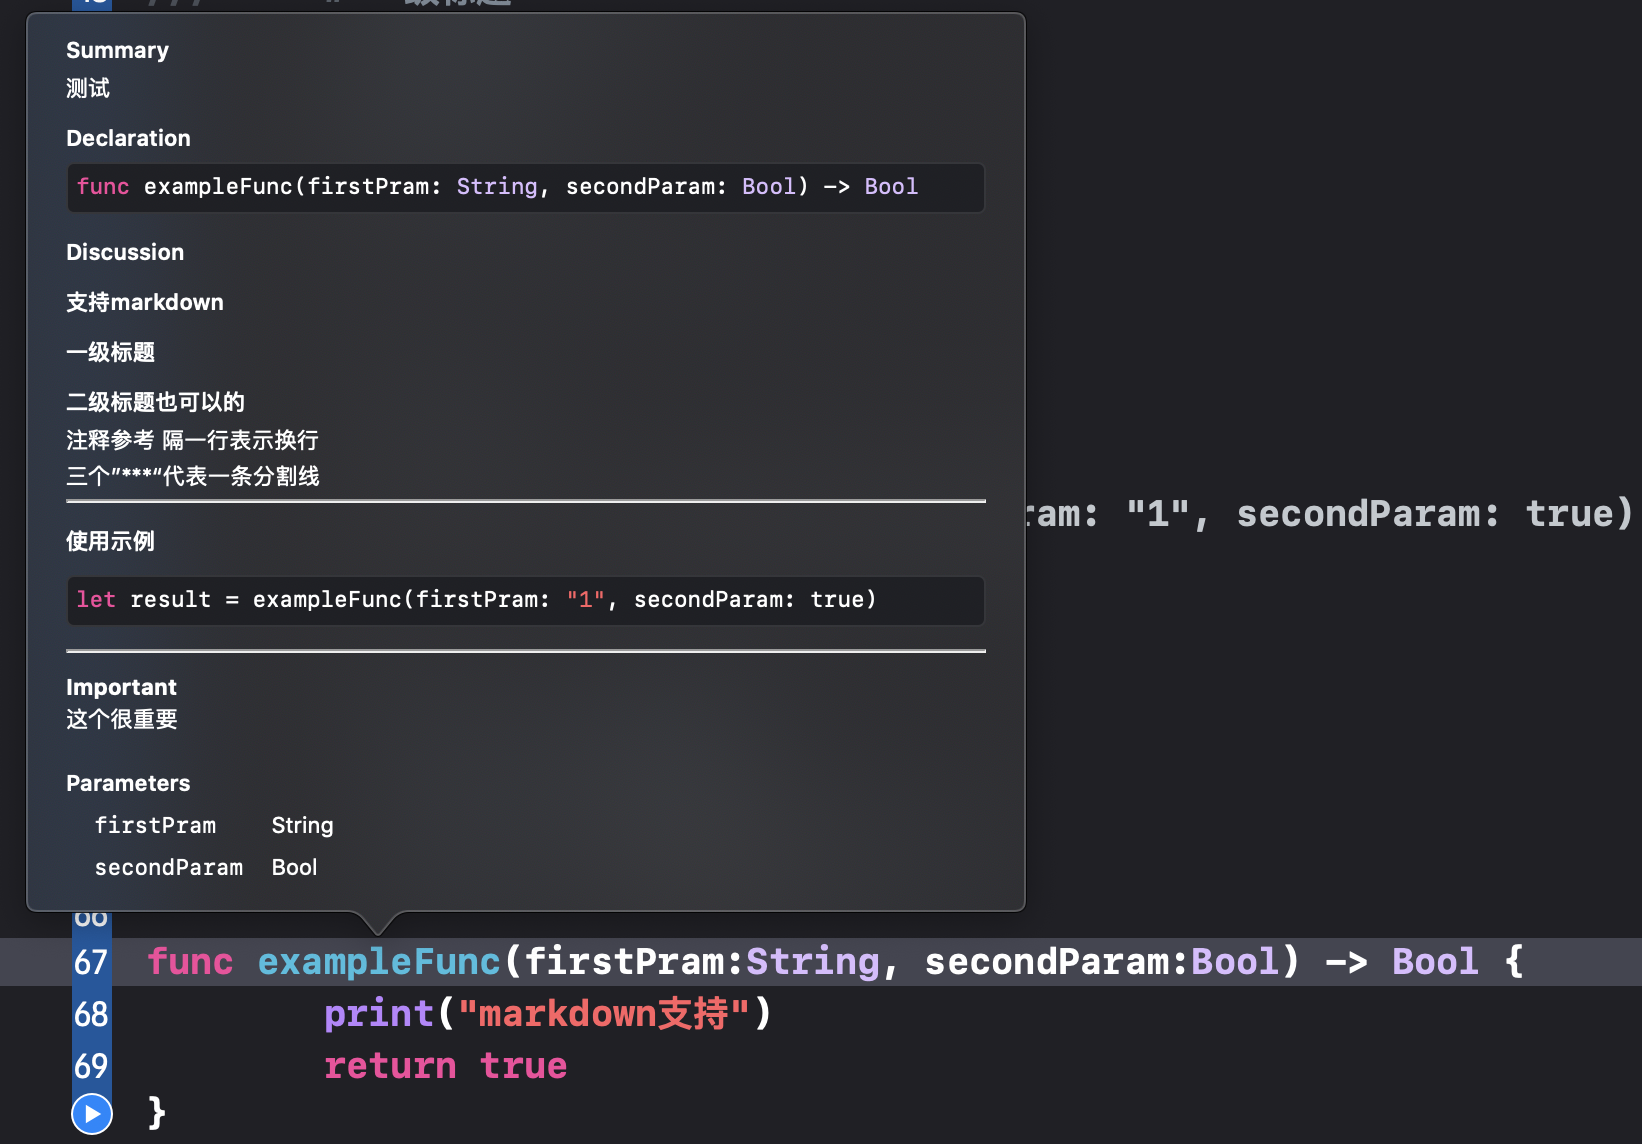 Summary
测试
Declaration
func exampleFunc(firstPram: String, secondParam: Bool) -> Bool
Discussion
支持markdown
一级标题
二级标题也可以的
注释参考 隔一行表示换行
三个”***“代表一条分割线
ram: "1", secondParam: true)
使用示例
let result = exampleFunc(firstPram: "1", secondParam: true)
Important
这个很重要
Parameters
firstPram String
secondParam Bool
66
67 func exampleFunc(firstPram:String, secondParam:Bool) -> Bool {
68 print("markdown支持")
69 return true
}